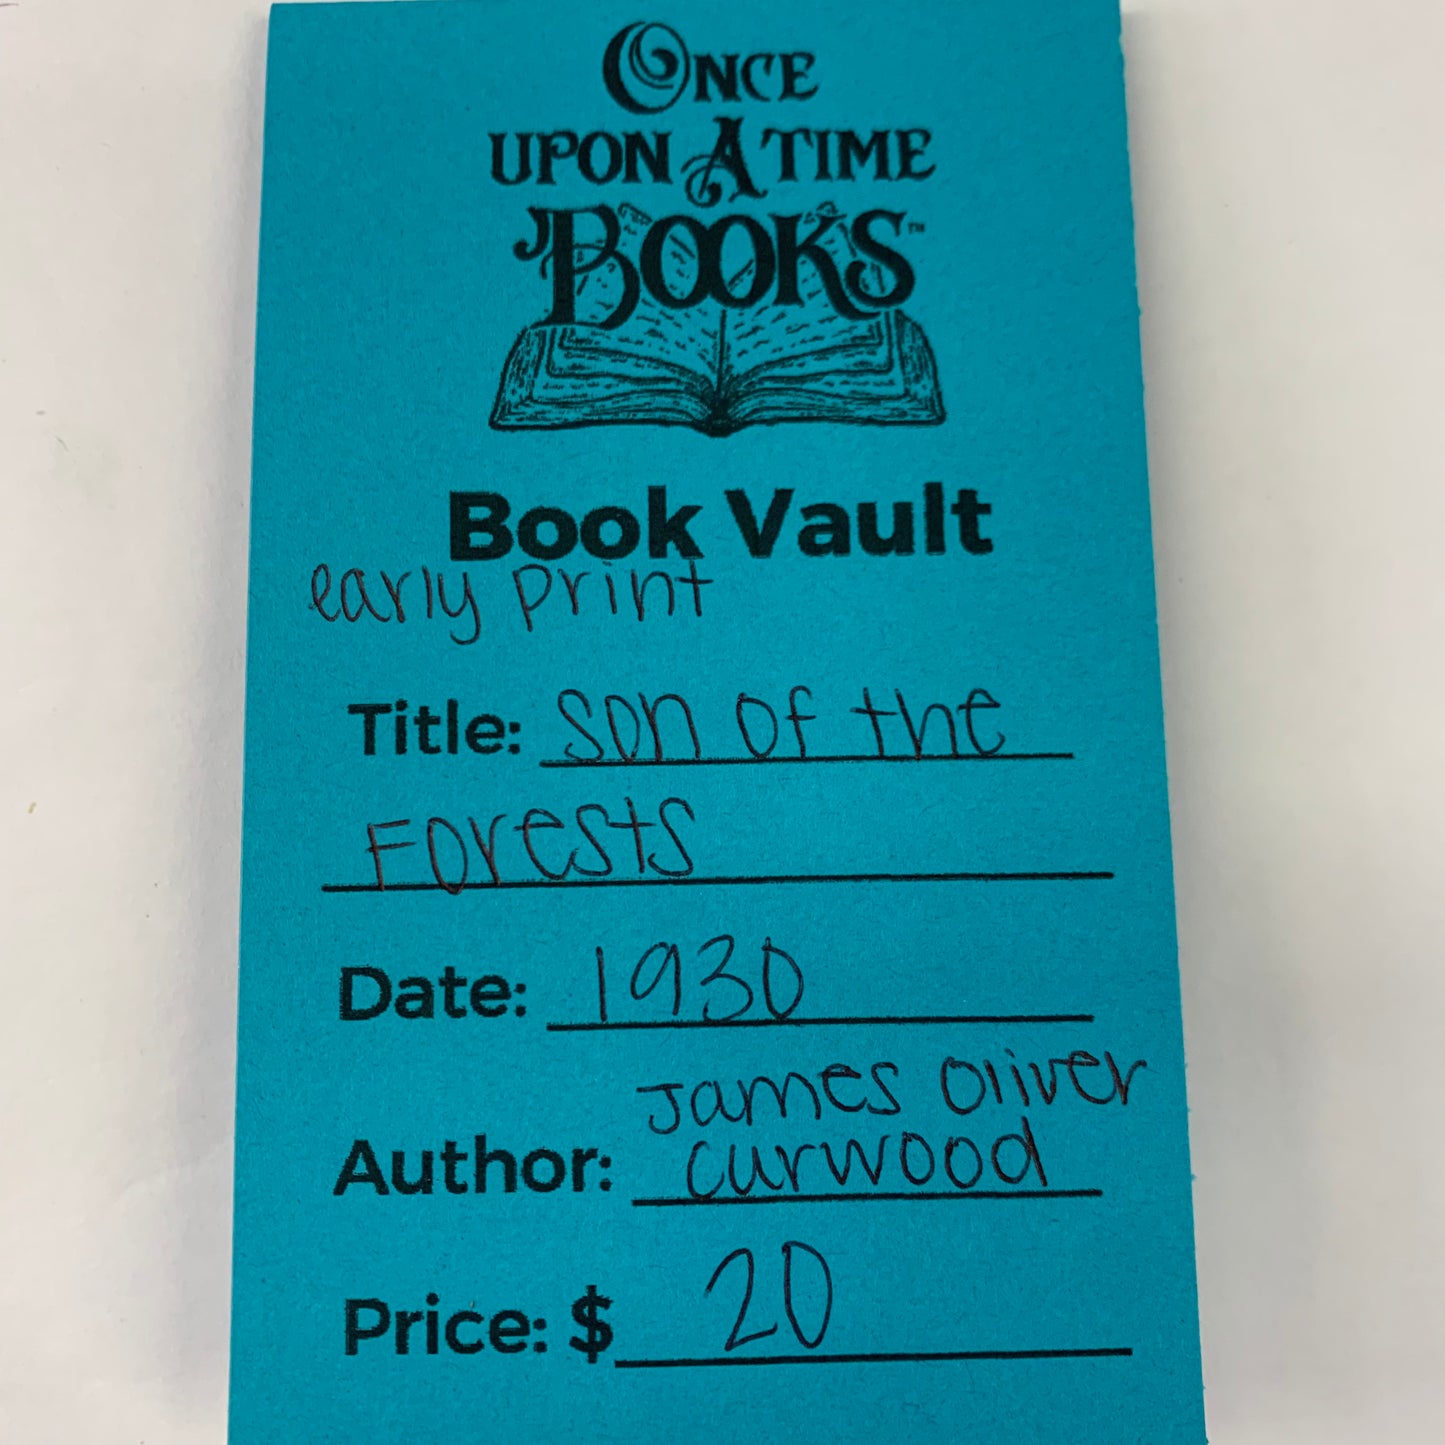 ONCE
UPON A TIME
BOOKS™
Book Vault
early print
Title: Son of the
Forests
Date: 1930
James Oliver
Author: Curwood
Price: $ 20